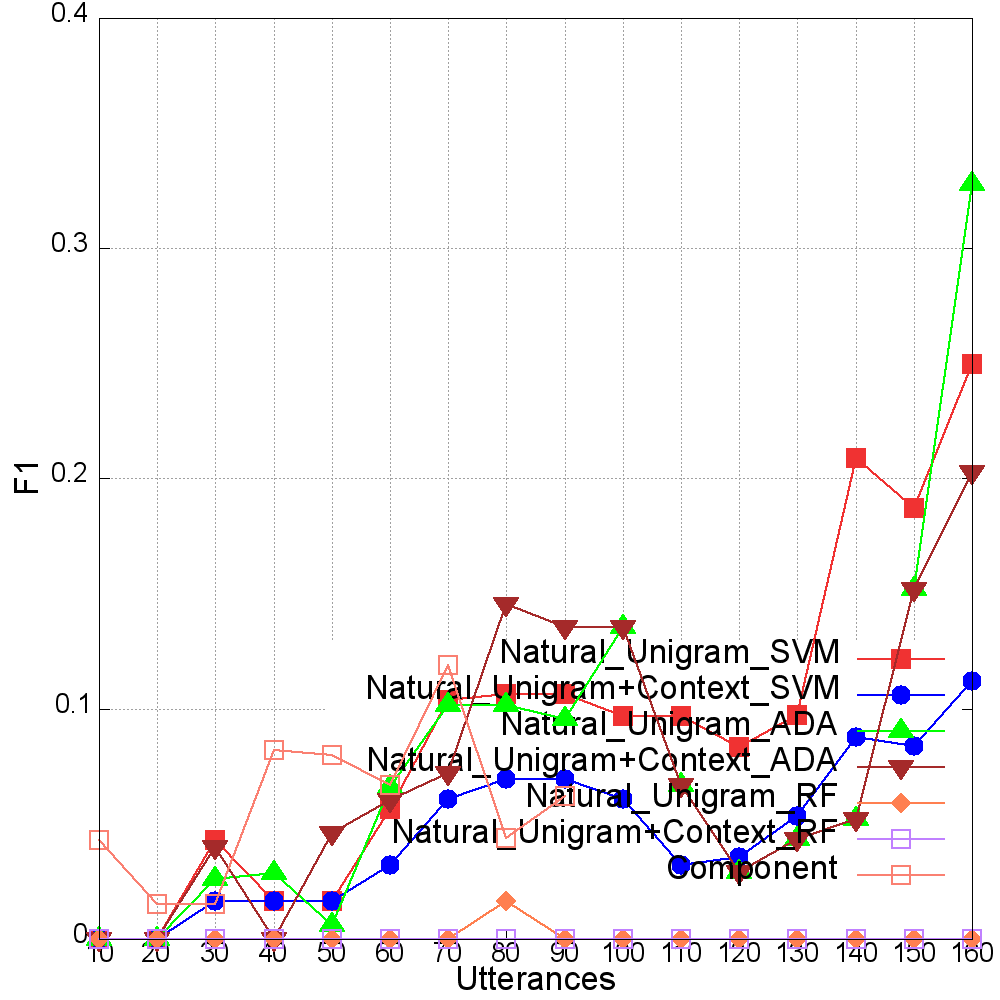 0.4
0.3
0.2
0.1
0
F1
Natural_Unigram_SVM
Natural_Unigram+Context_SVM
Natural_Unigram_ADA
Natural_Unigram+Context_ADA
Natural_Unigram_RF
Natural_Unigram+Context_RF
Component
10 20 30 40 50 60 70 80 90 100 110 120 130 140 150 160
Utterances